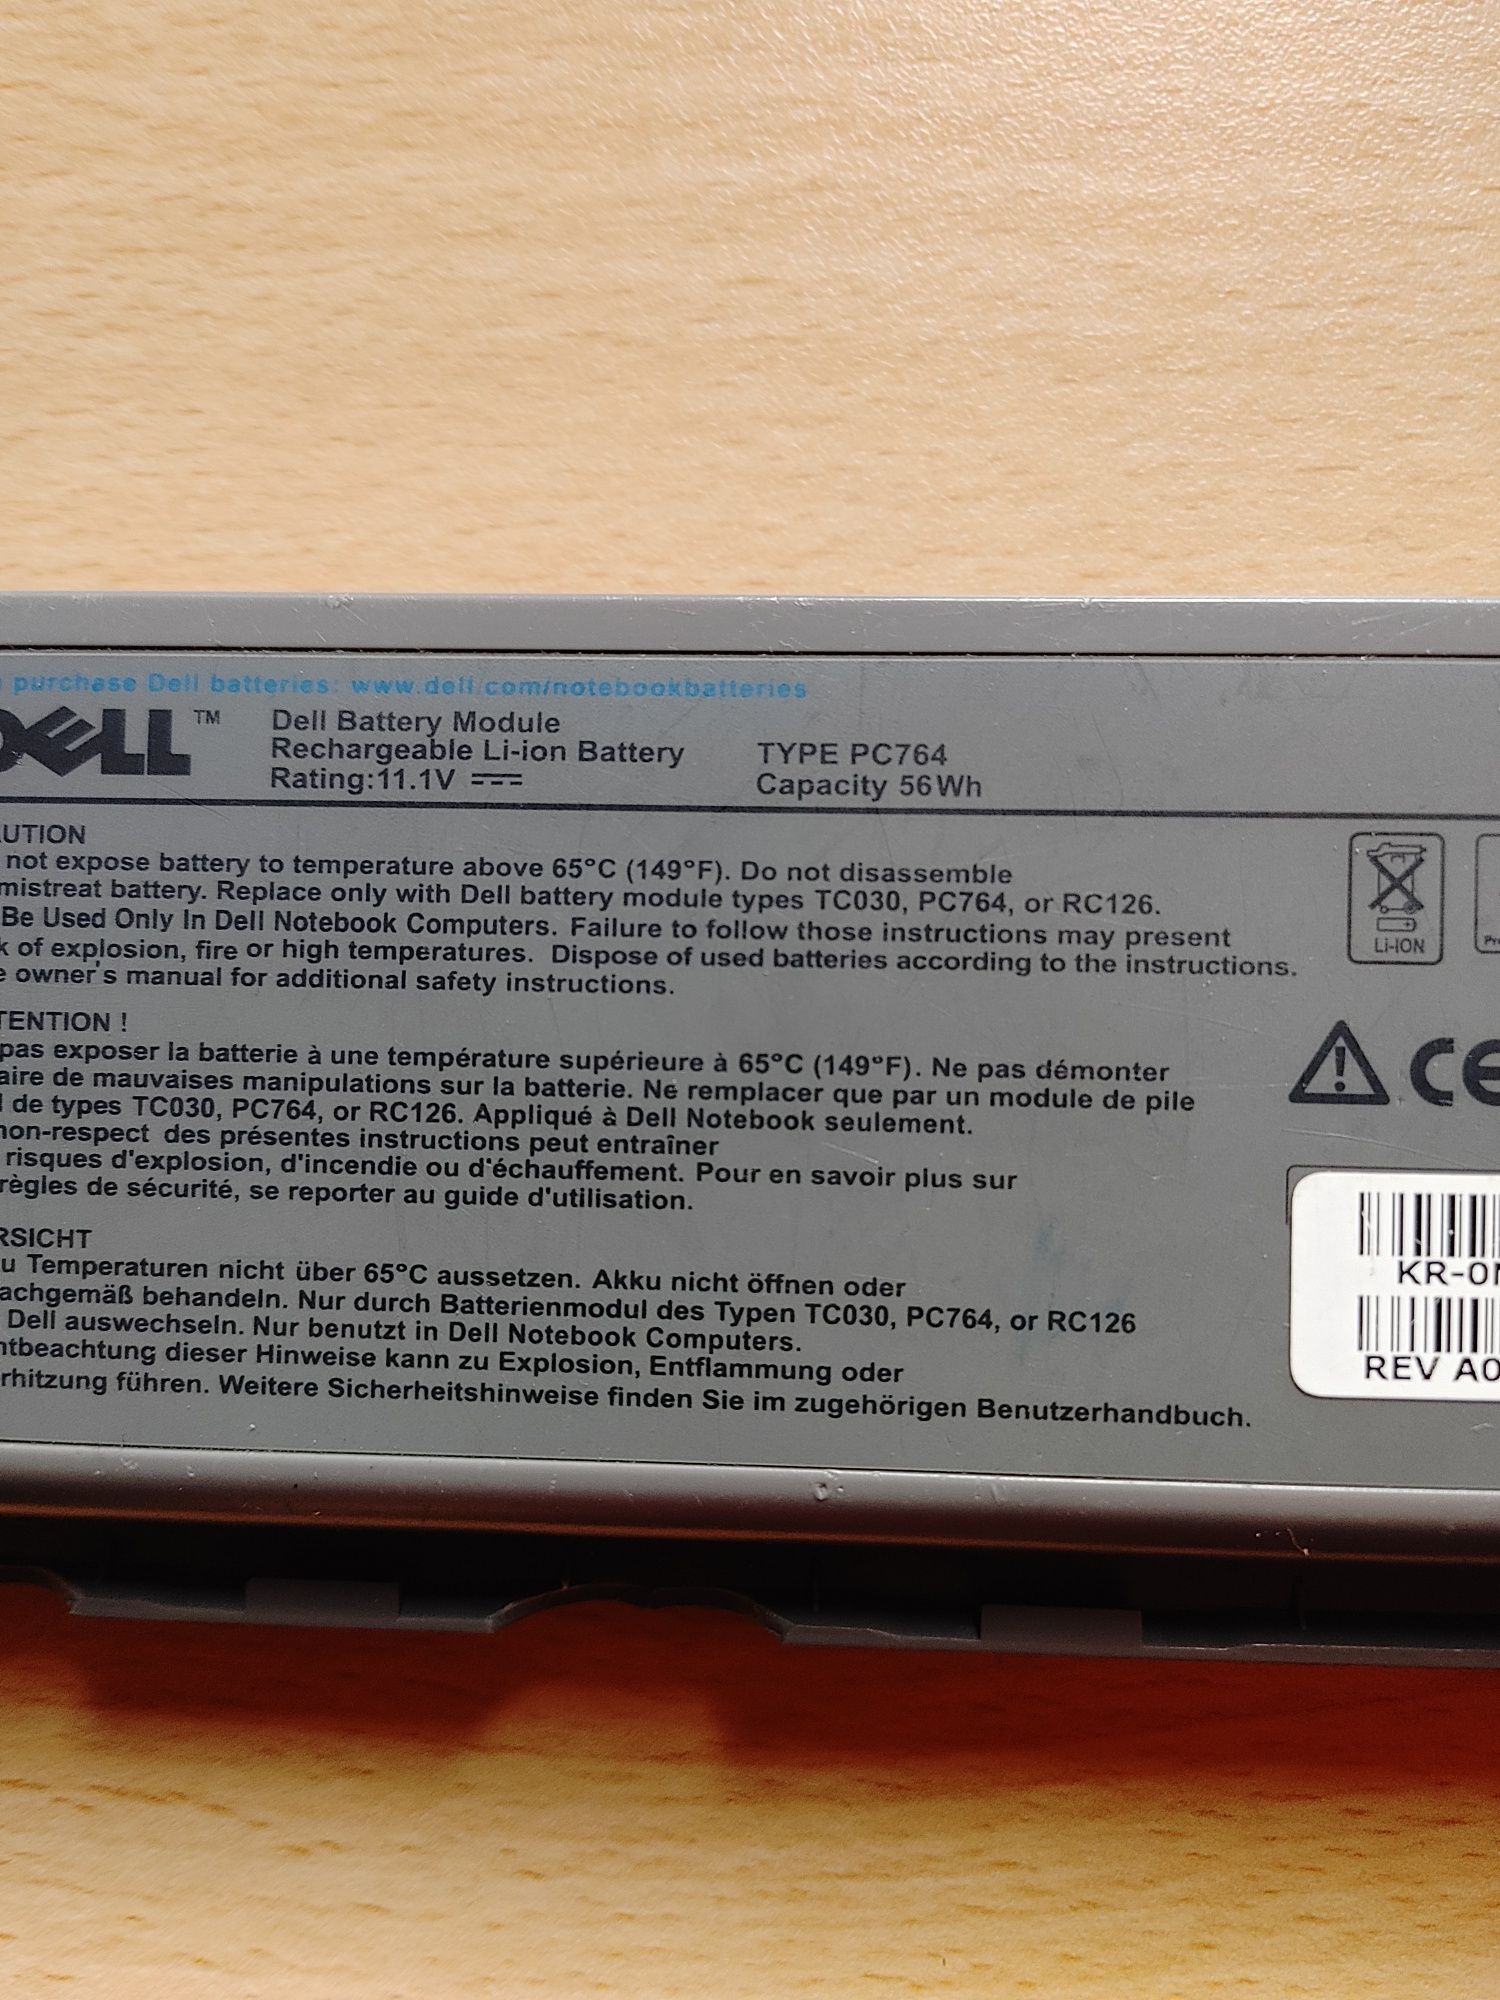 purchase Dell batteries: www.dell.com/notebookbatteries
DELL™
Dell Battery Module
Rechargeable Li-ion Battery
Rating:11.1V
TYPE PC764
Capacity 56Wh
AUTION
not expose battery to temperature above 65°C (149°F). Do not disassemble
mistreat battery. Replace only with Dell battery module types TC030, PC764, or RC126.
Be Used Only In Dell Notebook Computers. Failure to follow those instructions may present
k of explosion, fire or high temperatures. Dispose of used batteries according to the instructions.
e owner's manual for additional safety instructions.
TENTION !
pas exposer la batterie à une température supérieure à 65°C (149°F). Ne pas démonter
aire de mauvaises manipulations sur la batterie. Ne remplacer que par un module de pile
l de types TC030, PC764, or RC126. Appliqué à Dell Notebook seulement.
non-respect des présentes instructions peut entraîner
risques d'explosion, d'incendie ou d'échauffement. Pour en savoir plus sur
règles de sécurité, se reporter au guide d'utilisation.
RSICHT
u Temperaturen nicht über 65°C aussetzen. Akku nicht öffnen oder
achgemäß behandeln. Nur durch Batterienmodul des Typen TC030, PC764, or RC126
Dell auswechseln. Nur benutzt in Dell Notebook Computers.
ntbeachtung dieser Hinweise kann zu Explosion, Entflammung oder
rhitzung führen. Weitere Sicherheitshinweise finden Sie im zugehörigen Benutzerhandbuch.
Li-ION
CE
KR-0
REV A0